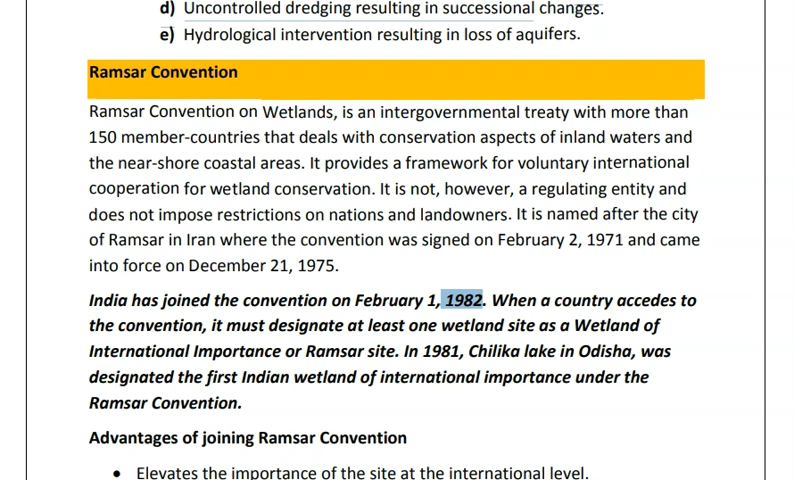 d) Uncontrolled dredging resulting in successional changes.
e) Hydrological intervention resulting in loss of aquifers.
Ramsar Convention
Ramsar Convention on Wetlands, is an intergovernmental treaty with more than
150 member-countries that deals with conservation aspects of inland waters and
the near-shore coastal areas. It provides a framework for voluntary international
cooperation for wetland conservation. It is not, however, a regulating entity and
does not impose restrictions on nations and landowners. It is named after the city
of Ramsar in Iran where the convention was signed on February 2, 1971 and came
into force on December 21, 1975.
India has joined the convention on February 1, 1982. When a country accedes to
the convention, it must designate at least one wetland site as a Wetland of
International Importance or Ramsar site. In 1981, Chilika lake in Odisha, was
designated the first Indian wetland of international importance under the
Ramsar Convention.
Advantages of joining Ramsar Convention
• Elevates the importance of the site at the international level.